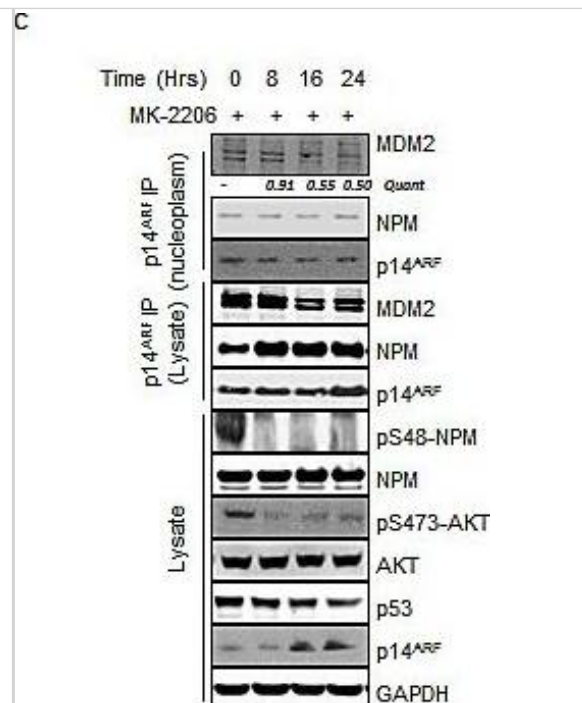 C
Time (Hrs) 0 8 16 24
MK-2206 + + + +
p14ARF IP
(nucleoplasm)
MDM2
- 0.91 0.55 0.50 Quant
NPM
p14ARF
p14ARF IP
(Lysate)
MDM2
NPM
p14ARF
Lysate
pS48-NPM
NPM
pS473-AKT
AKT
p53
p14ARF
GAPDH